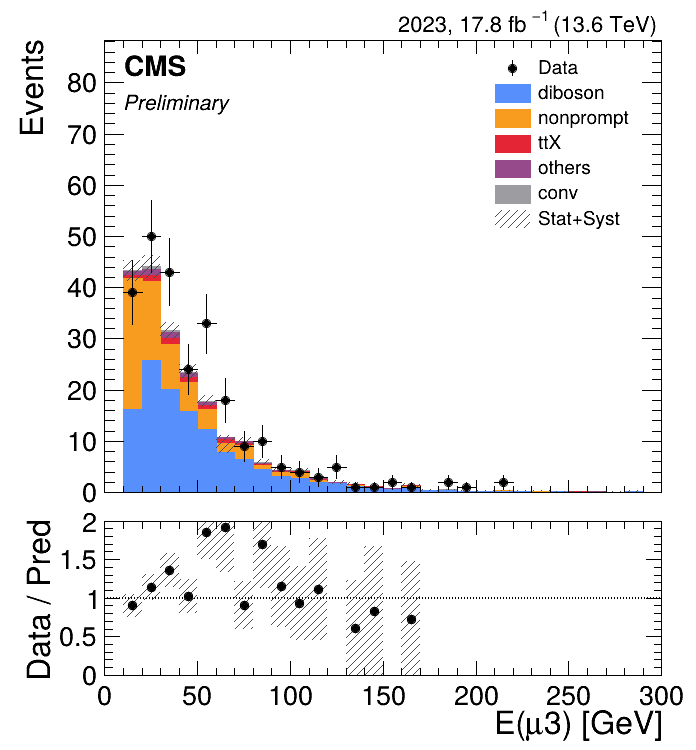 2023, 17.8 fb⁻¹ (13.6 TeV)
CMS
Preliminary
Events
Data
diboson
nonprompt
ttX
others
conv
Stat+Syst
80
70
60
50
40
30
20
10
0
Data / Pred
2
1.5
1
0.5
0
0 50 100 150 200 250 300
E(μ3) [GeV]